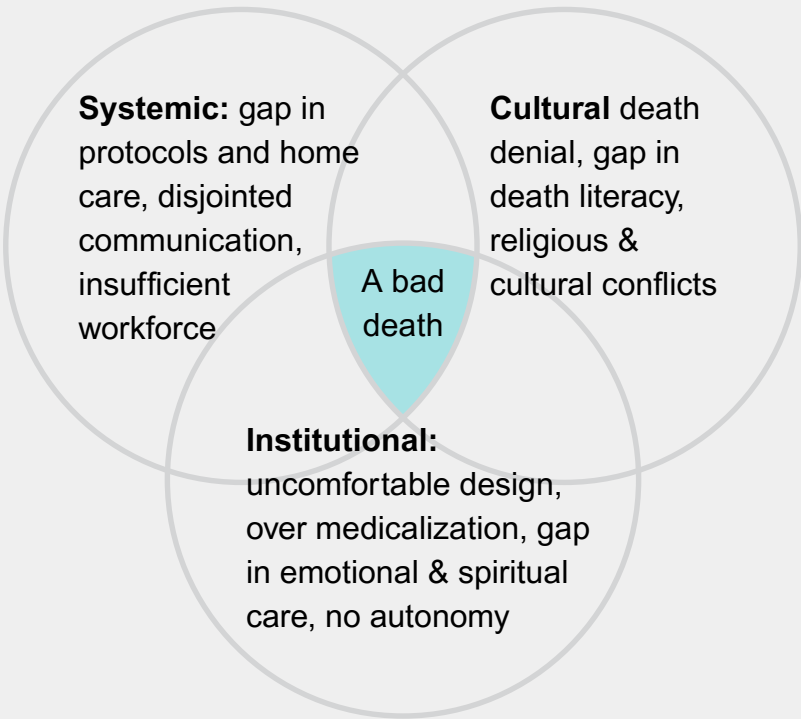 Systemic: gap in
protocols and home
care, disjointed
communication,
insufficient
workforce
Cultural death
denial, gap in
death literacy,
religious &
cultural conflicts
A bad
death
Institutional:
uncomfortable design,
over medicalization, gap
in emotional & spiritual
care, no autonomy